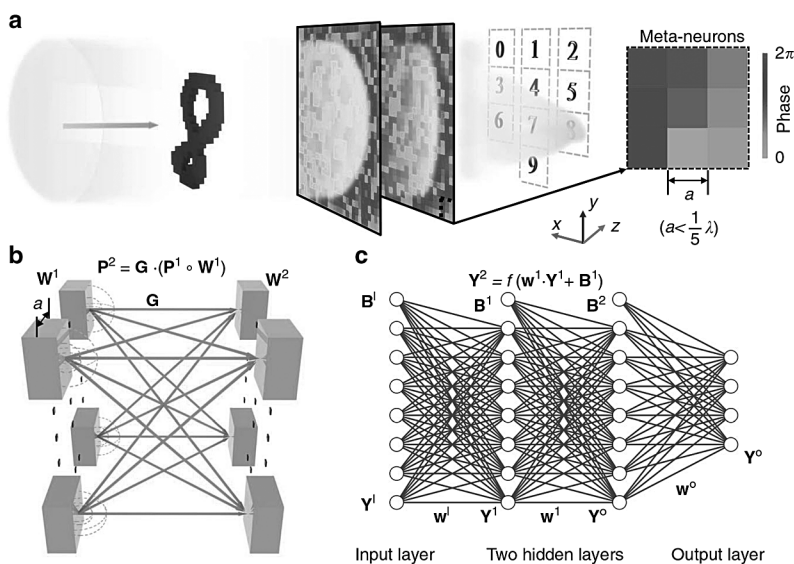 a
0 1 2
3 4 5
6 7 8
9
Meta-neurons
2π
Phase
0
a
(a<1/5 λ)
x y z
b
W¹ P² = G·(P¹ ∘ W¹) W²
a G
c
Y² = f(w¹·Y¹+ B¹)
Bᴵ B¹ B²
Yᴵ wᴵ Y¹ w¹ Yᵒ wᵒ Yᵒ
Input layer Two hidden layers Output layer